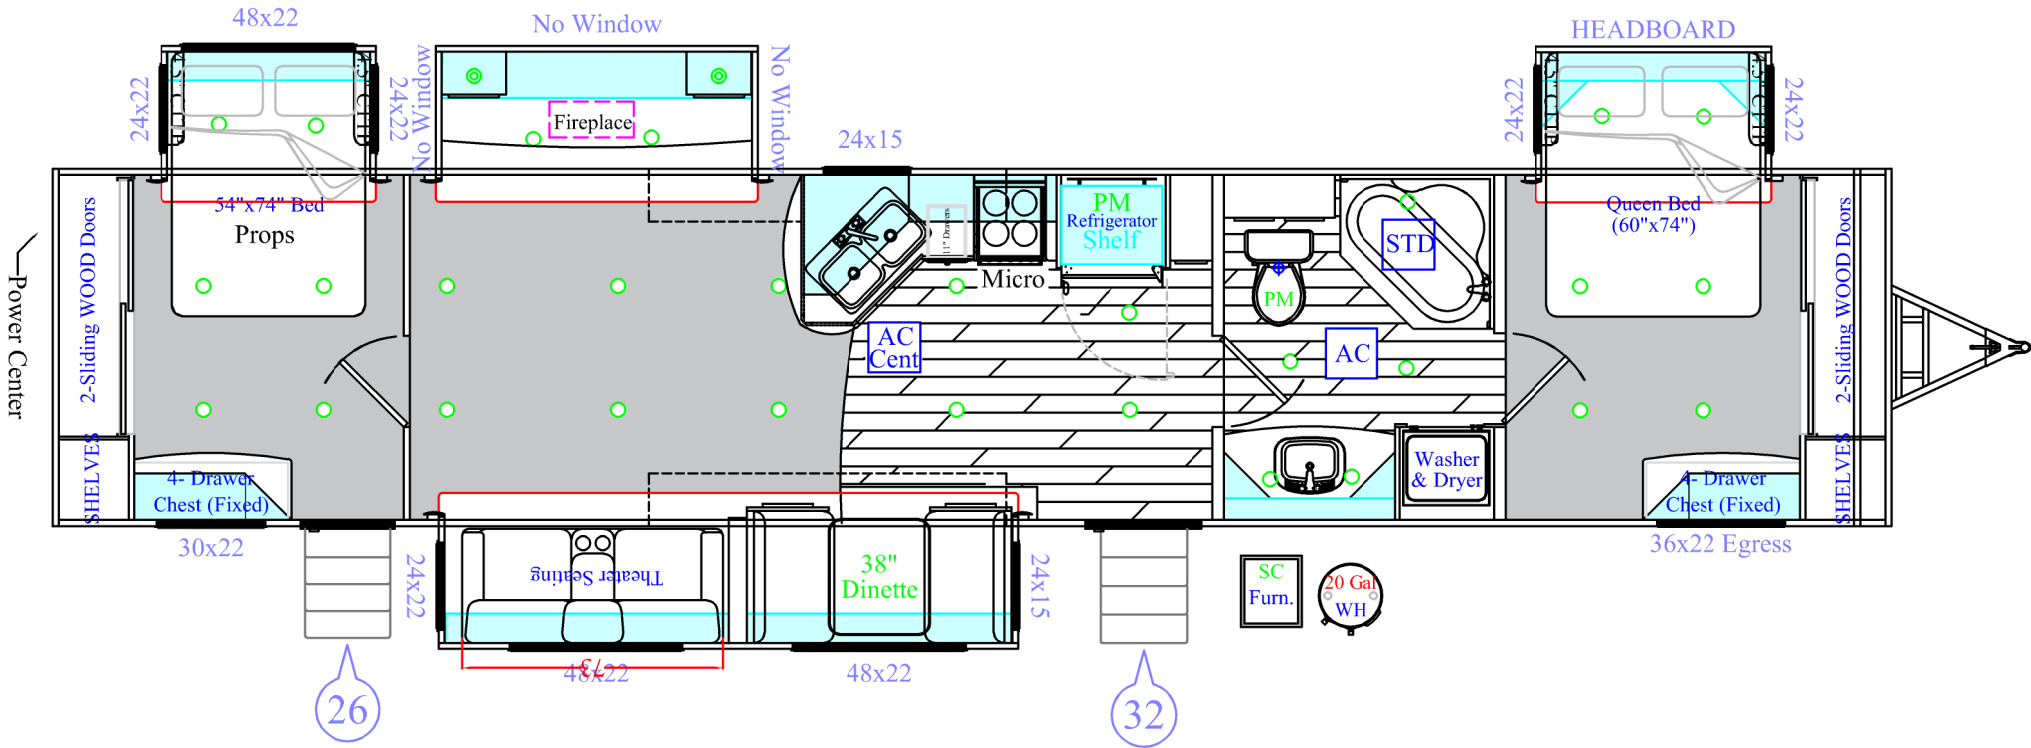 48x22
No Window
HEADBOARD
24x22
24x22
No Window
No Window
24x22
24x22
Fireplace
24x15
54"x74" Bed
Props
11" Drawers
PM
Refrigerator
Shelf
Micro
STD
PM
Queen Bed
(60"x74")
2-Sliding WOOD Doors
2-Sliding WOOD Doors
Power Center
AC
Cent
AC
SHELVES
4- Drawer
Chest (Fixed)
Washer
& Dryer
4- Drawer
Chest (Fixed)
SHELVES
30x22
24x22
Theater Seating
38"
Dinette
24x15
36x22 Egress
SC
Furn.
20 Gal
WH
48x22
73
48x22
26
32